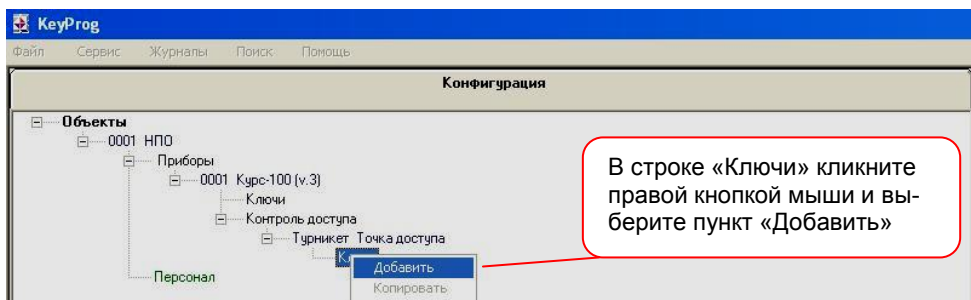 KeyProg
Файл Сервис Журналы Поиск Помощь
Конфигурация
Объекты
0001 НПО
Приборы
0001 Курс-100 (v.3)
Ключи
Контроль доступа
Турникет Точка доступа
Добавить
Копировать
Персонал
В строке «Ключи» кликните
правой кнопкой мыши и вы-
берите пункт «Добавить»